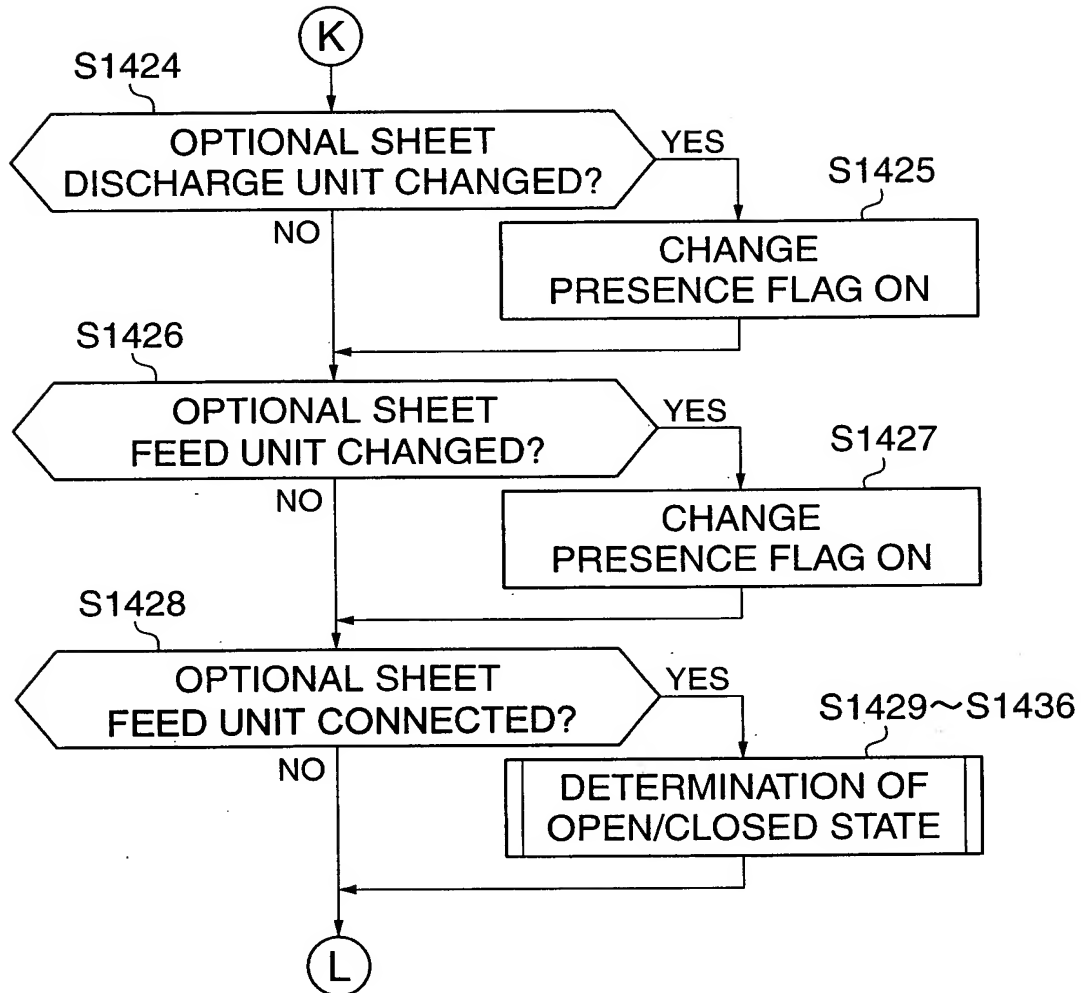 K
S1424
OPTIONAL SHEET
DISCHARGE UNIT CHANGED?
YES
S1425
NO
CHANGE
PRESENCE FLAG ON
S1426
OPTIONAL SHEET
FEED UNIT CHANGED?
YES
S1427
NO
CHANGE
PRESENCE FLAG ON
S1428
OPTIONAL SHEET
FEED UNIT CONNECTED?
YES
S1429～S1436
NO
DETERMINATION OF
OPEN/CLOSED STATE
L